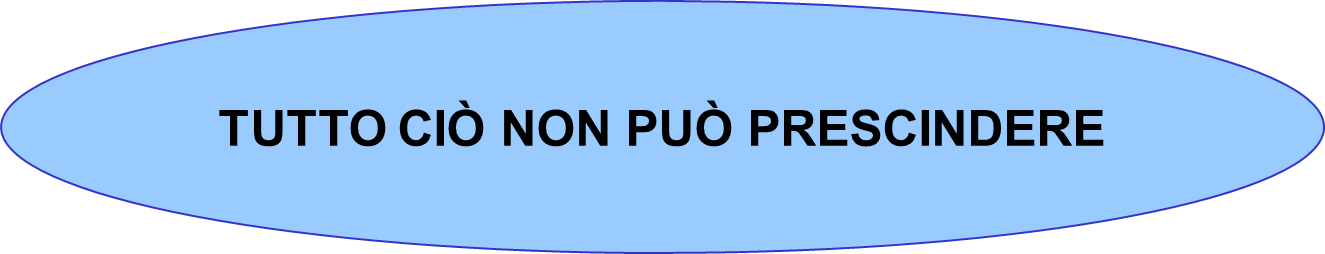 TUTTO CIÒ NON PUÒ PRESCINDERE